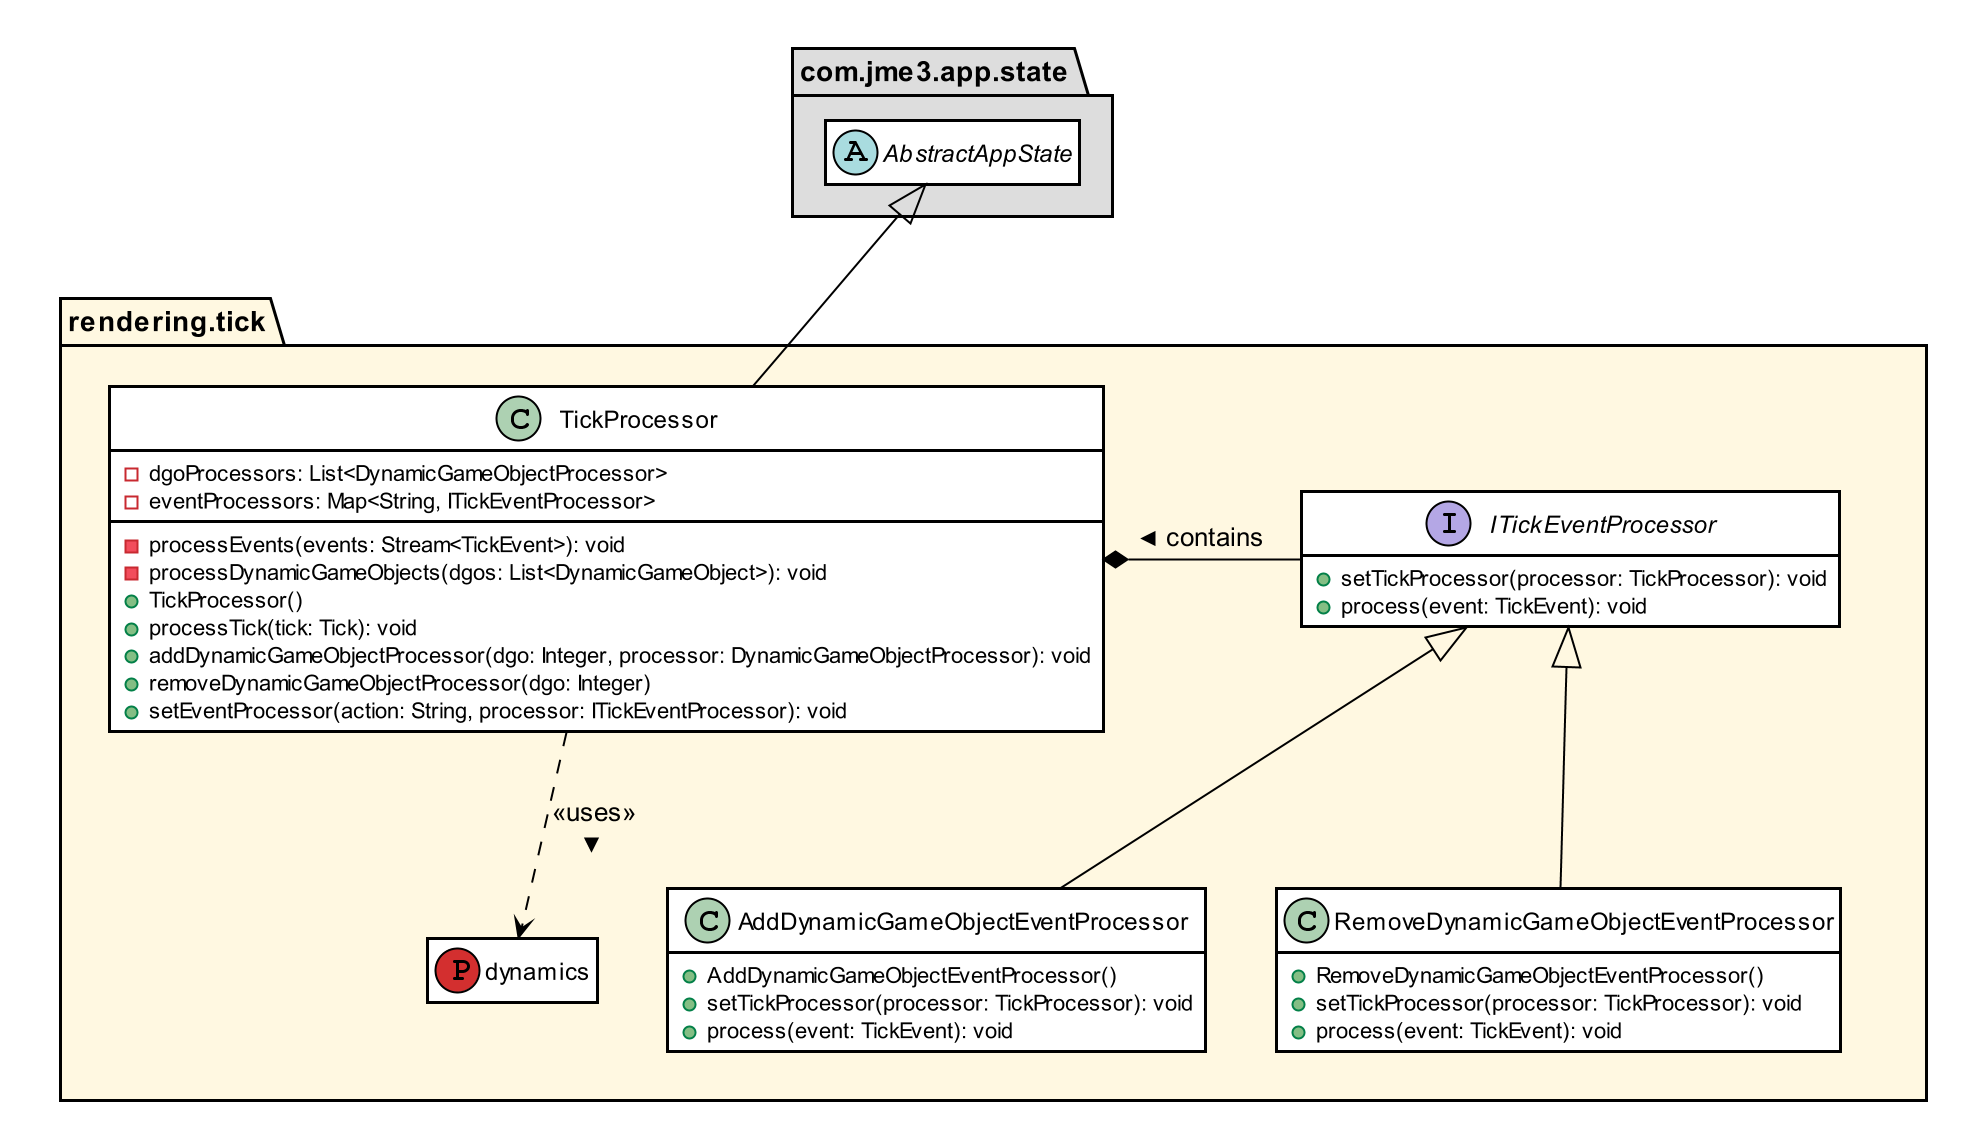 com.jme3.app.state
A AbstractAppState
rendering.tick
C TickProcessor
dgoProcessors: List<DynamicGameObjectProcessor>
eventProcessors: Map<String, ITickEventProcessor>
processEvents(events: Stream<TickEvent>): void
processDynamicGameObjects(dgos: List<DynamicGameObject>): void
TickProcessor()
processTick(tick: Tick): void
addDynamicGameObjectProcessor(dgo: Integer, processor: DynamicGameObjectProcessor): void
removeDynamicGameObjectProcessor(dgo: Integer)
setEventProcessor(action: String, processor: ITickEventProcessor): void
◄ contains
I ITickEventProcessor
setTickProcessor(processor: TickProcessor): void
process(event: TickEvent): void
«uses»
▼
P dynamics
C AddDynamicGameObjectEventProcessor
AddDynamicGameObjectEventProcessor()
setTickProcessor(processor: TickProcessor): void
process(event: TickEvent): void
C RemoveDynamicGameObjectEventProcessor
RemoveDynamicGameObjectEventProcessor()
setTickProcessor(processor: TickProcessor): void
process(event: TickEvent): void